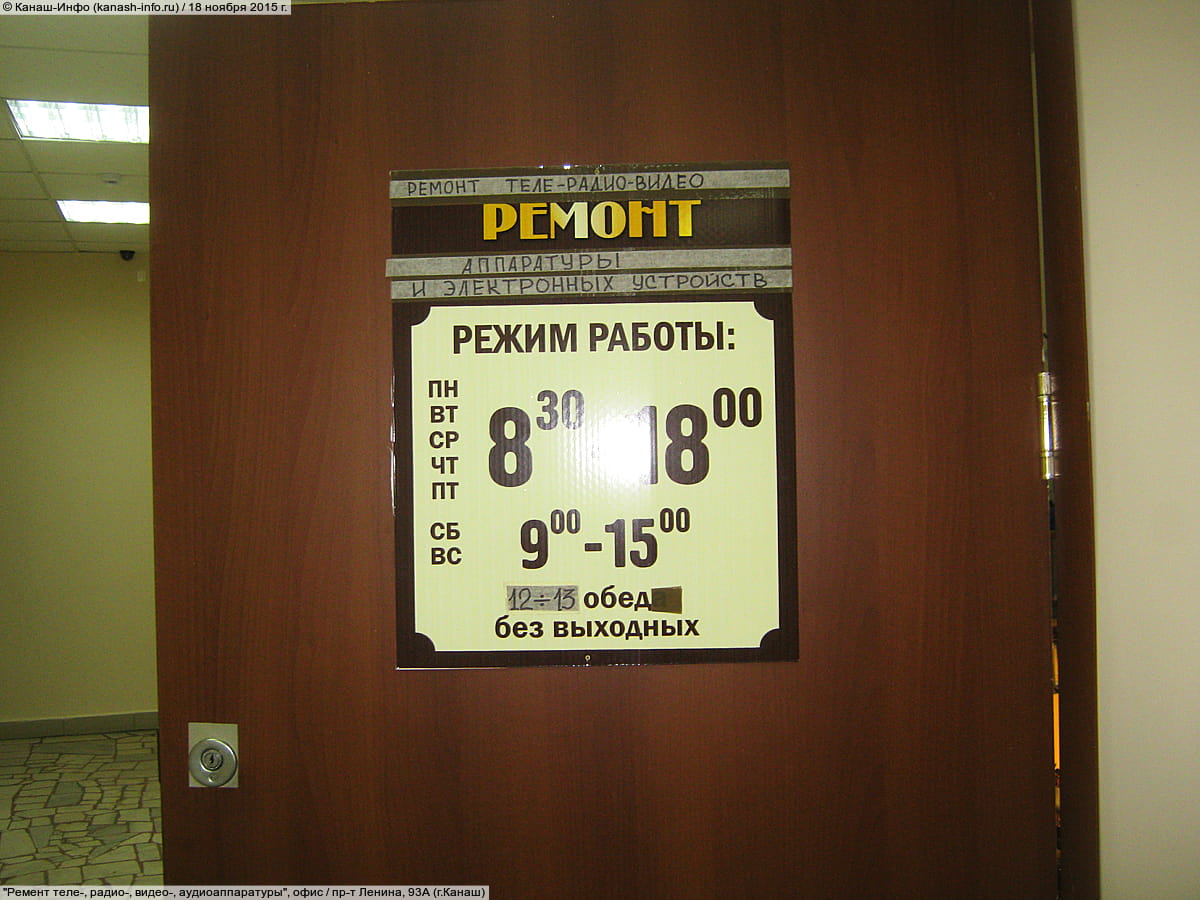 © Канаш-Инфо (kanash-info.ru) / 18 ноября 2015 г.
РЕМОНТ ТЕЛЕ-РАДИО-ВИДЕО
РЕМОНТ
АППАРАТУРЫ
И ЭЛЕКТРОННЫХ УСТРОЙСТВ
РЕЖИМ РАБОТЫ:
ПН
ВТ
СР
ЧТ
ПТ
8 30 18 00
СБ
ВС
9 00 - 15 00
12÷13 обед
без выходных
"Ремент теле-, радио-, видео-, аудиоаппаратуры", офис / пр-т Ленина, 93А (г.Канаш)